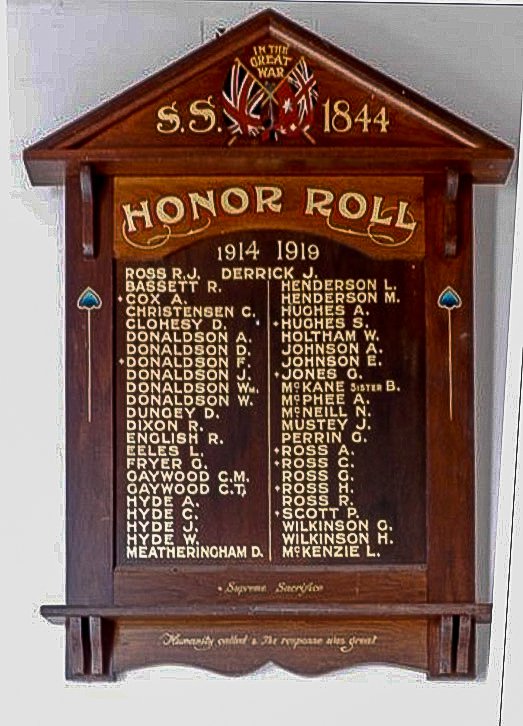 IN THE
GREAT
WAR
S.S. 1844
HONOR ROLL
1914 1919
ROSS R.J. DERRICK J.
BASSETT R.
+COX A.
CHRISTENSEN C.
CLOHESY D.
DONALDSON A.
DONALDSON D.
+DONALDSON F.
DONALDSON J.
DONALDSON Wm.
DONALDSON W.
DUNGEY D.
DIXON R.
ENGLISH R.
EELES L.
FRYER G.
GAYWOOD C.M.
GAYWOOD C.T.
HYDE A.
HYDE C.
HYDE J.
HYDE W.
MEATHERINGHAM D.
HENDERSON L.
HENDERSON M.
HUGHES A.
+HUGHES S.
HOLTHAM W.
JOHNSON A.
JOHNSON E.
+JONES G.
McKANE SISTER B.
McPHEE A.
McNEILL N.
MUSTEY J.
PERRIN G.
+ROSS A.
+ROSS C.
ROSS G.
+ROSS H.
ROSS R.
+SCOTT P.
WILKINSON G.
WILKINSON H.
McKENZIE L.
+ Supreme Sacrifice
Humanity called & The response was great